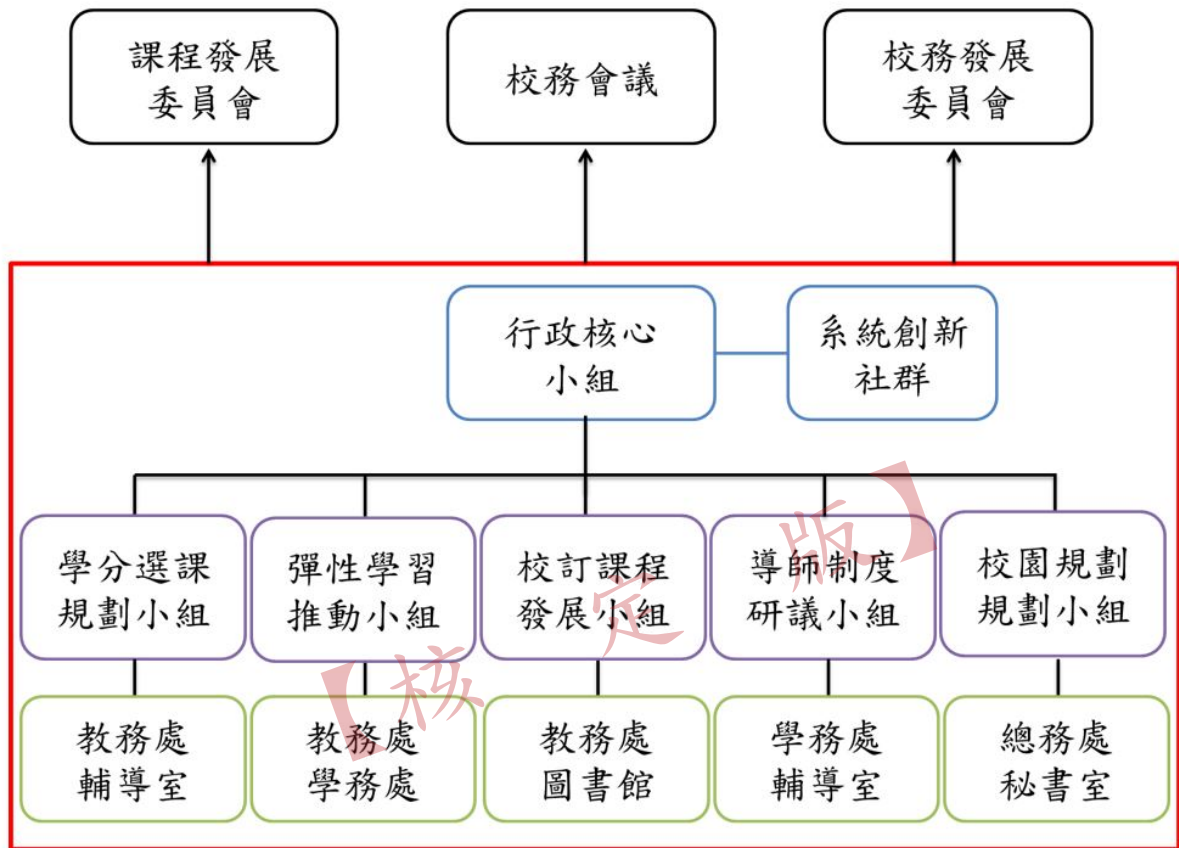 課程發展
委員會
校務會議
校務發展
委員會
行政核心
小組
系統創新
社群
學分選課
規劃小組
彈性學習
推動小組
校訂課程
發展小組
導師制度
研議小組
校園規劃
規劃小組
教務處
輔導室
教務處
學務處
教務處
圖書館
學務處
輔導室
總務處
秘書室
【核定版】